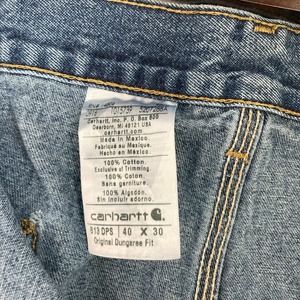 Carhartt, Inc. P.O. Box 600
Dearborn, MI 48121 USA
carhartt.com
Made in Mexico.
Fabriqué au Mexique.
Hecho en México.
100% Cotton.
Exclusive of Trimming
100% Coton.
Sans garniture.
100% Algodón.
Sin incluir adorno.
carhartt
B13 DPS 40 X 30
Original Dungaree Fit